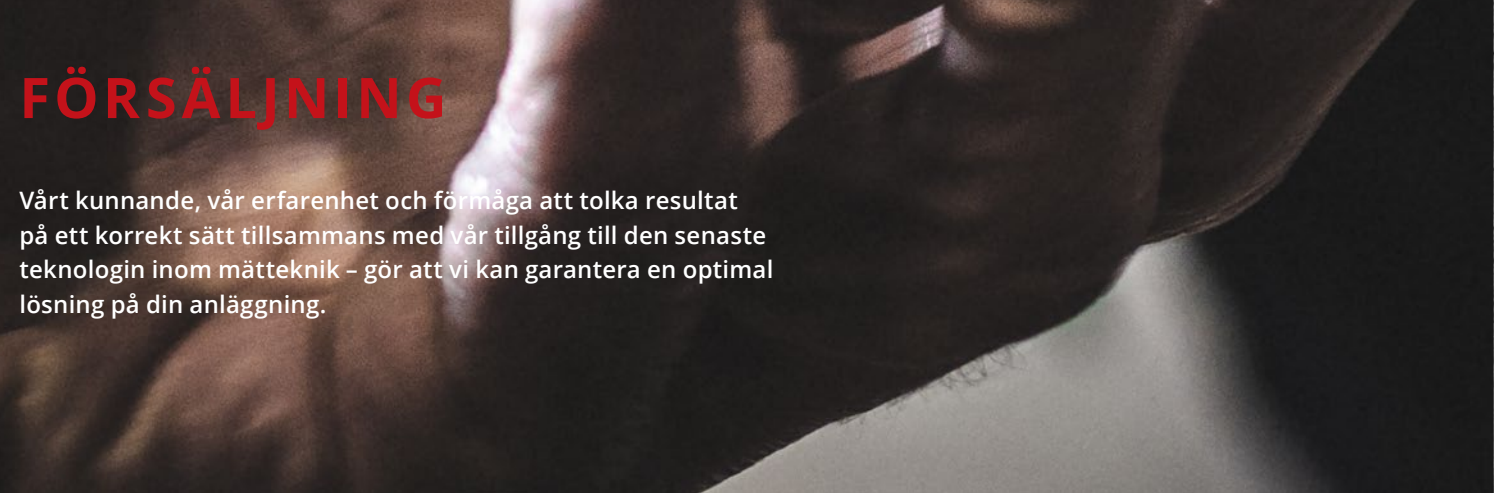 FÖRSÄLJNING
Vårt kunnande, vår erfarenhet och förmåga att tolka resultat
på ett korrekt sätt tillsammans med vår tillgång till den senaste
teknologin inom mätteknik – gör att vi kan garantera en optimal
lösning på din anläggning.